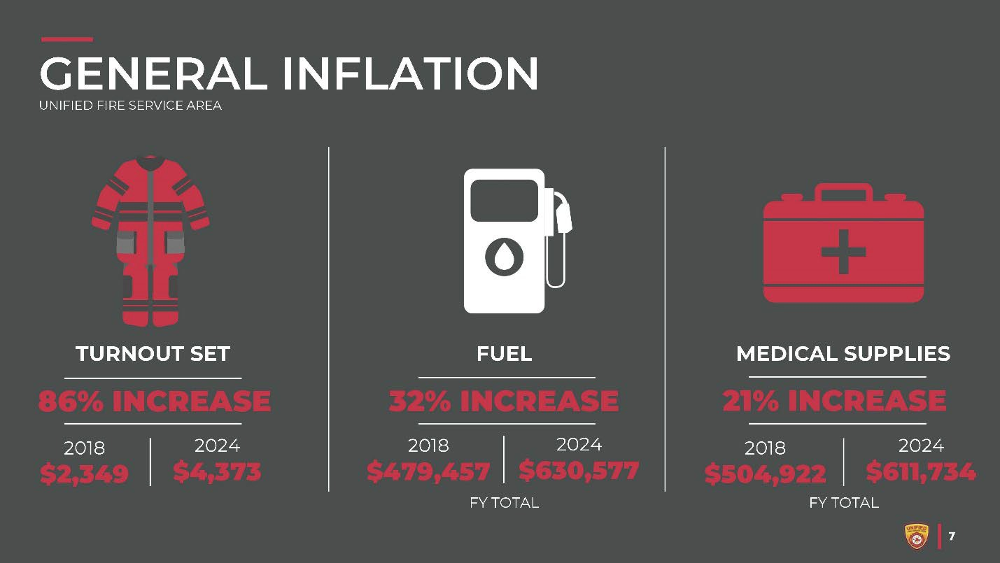 GENERAL INFLATION
UNIFIED FIRE SERVICE AREA
TURNOUT SET
86% INCREASE
2018
$2,349
2024
$4,373
FUEL
32% INCREASE
2018
$479,457
2024
$630,577
FY TOTAL
MEDICAL SUPPLIES
21% INCREASE
2018
$504,922
2024
$611,734
FY TOTAL
UNIFIED
7